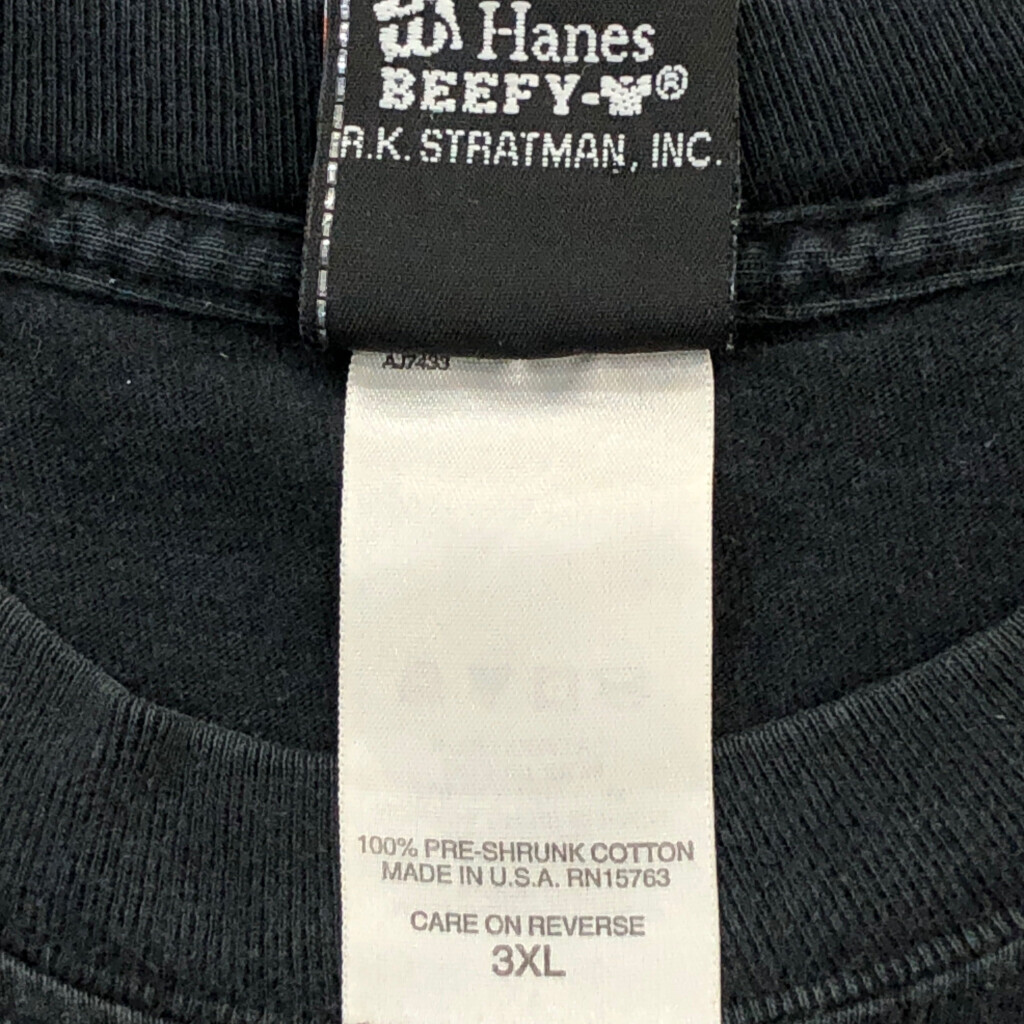 Hanes
BEEFY-T®
R.K. STRATMAN, INC.
AJ7433
100% PRE-SHRUNK COTTON
MADE IN U.S.A. RN15763
CARE ON REVERSE
3XL